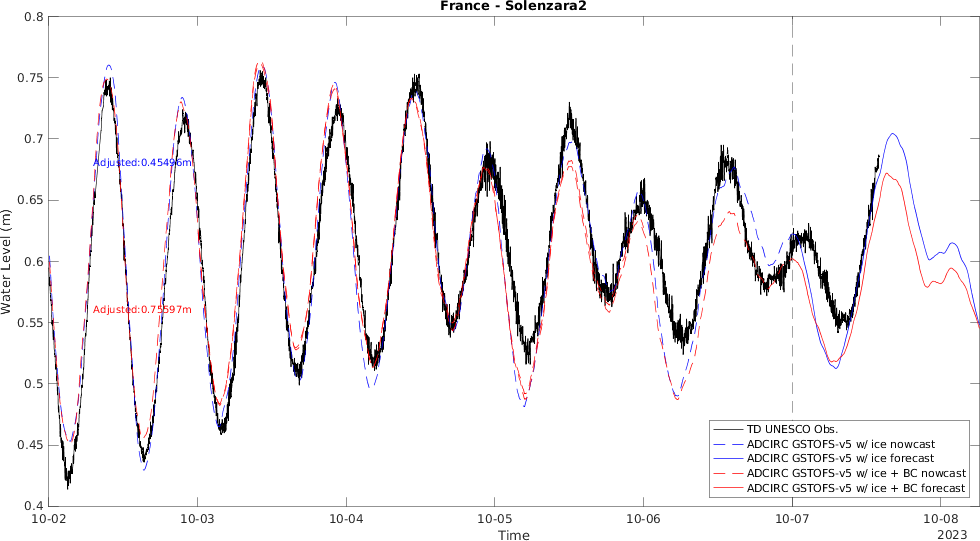 France - Solenzara2
0.8
0.75
0.7
0.65
0.6
0.55
0.5
0.45
0.4
Water Level (m)
Adjusted:0.45496m
Adjusted:0.75597m
TD UNESCO Obs.
ADCIRC GSTOFS-v5 w/ ice nowcast
ADCIRC GSTOFS-v5 w/ ice forecast
ADCIRC GSTOFS-v5 w/ ice + BC nowcast
ADCIRC GSTOFS-v5 w/ ice + BC forecast
10-02 10-03 10-04 10-05 10-06 10-07 10-08
Time
2023